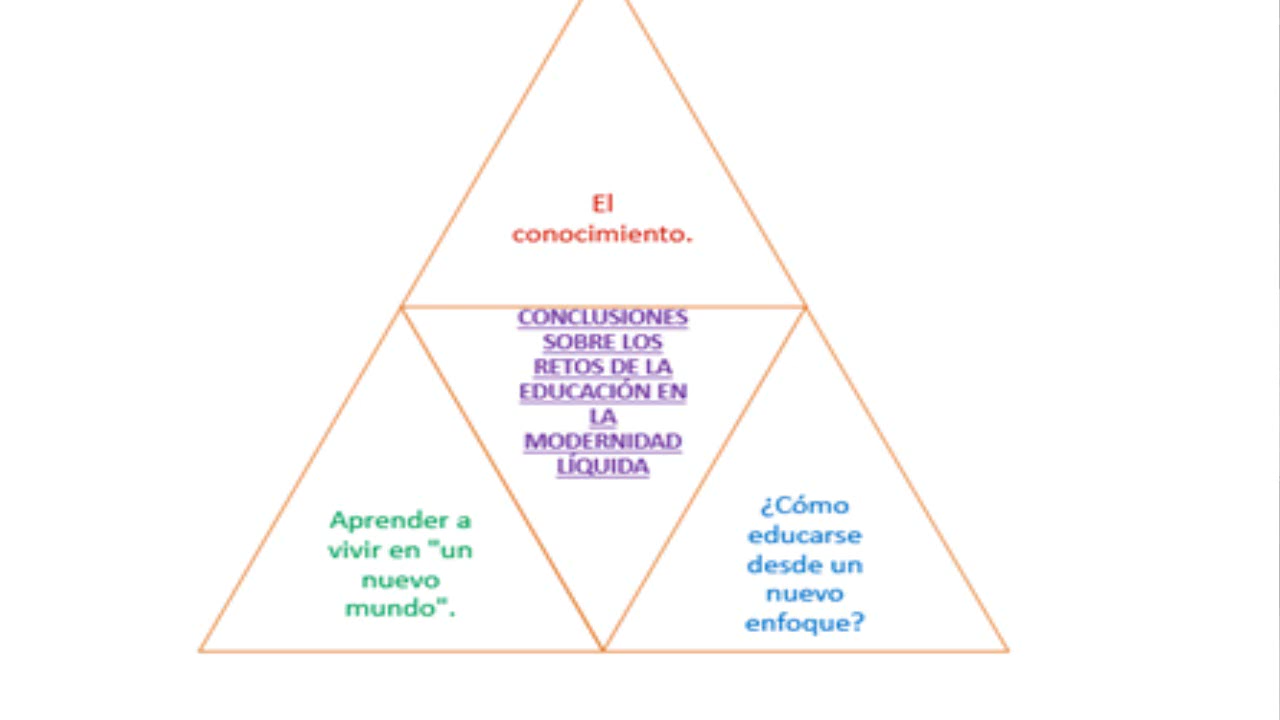 El
conocimiento.
CONCLUSIONES
SOBRE LOS
RETOS DE LA
EDUCACIÓN EN
LA
MODERNIDAD
LÍQUIDA
Aprender a
vivir en "un
nuevo
mundo".
¿Cómo
educarse
desde un
nuevo
enfoque?